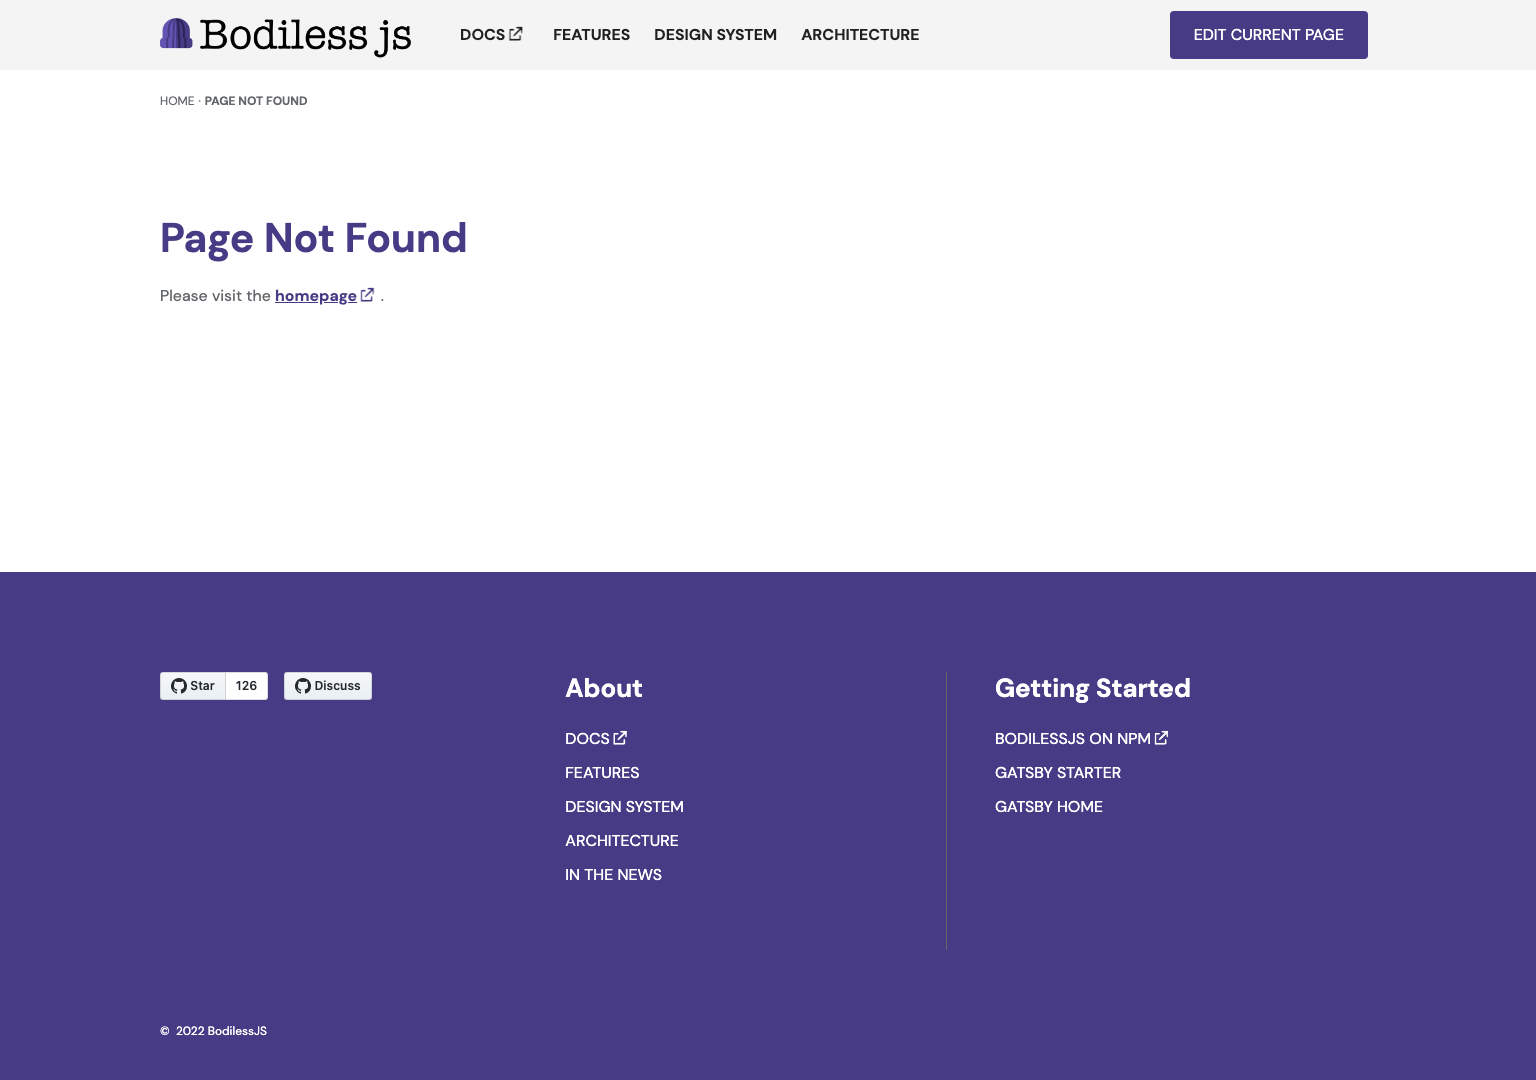 Bodiless js
DOCS FEATURES DESIGN SYSTEM ARCHITECTURE EDIT CURRENT PAGE
HOME · PAGE NOT FOUND
Page Not Found
Please visit the homepage .
Star 126 Discuss
About
DOCS
FEATURES
DESIGN SYSTEM
ARCHITECTURE
IN THE NEWS
Getting Started
BODILESSJS ON NPM
GATSBY STARTER
GATSBY HOME
© 2022 BodilessJS